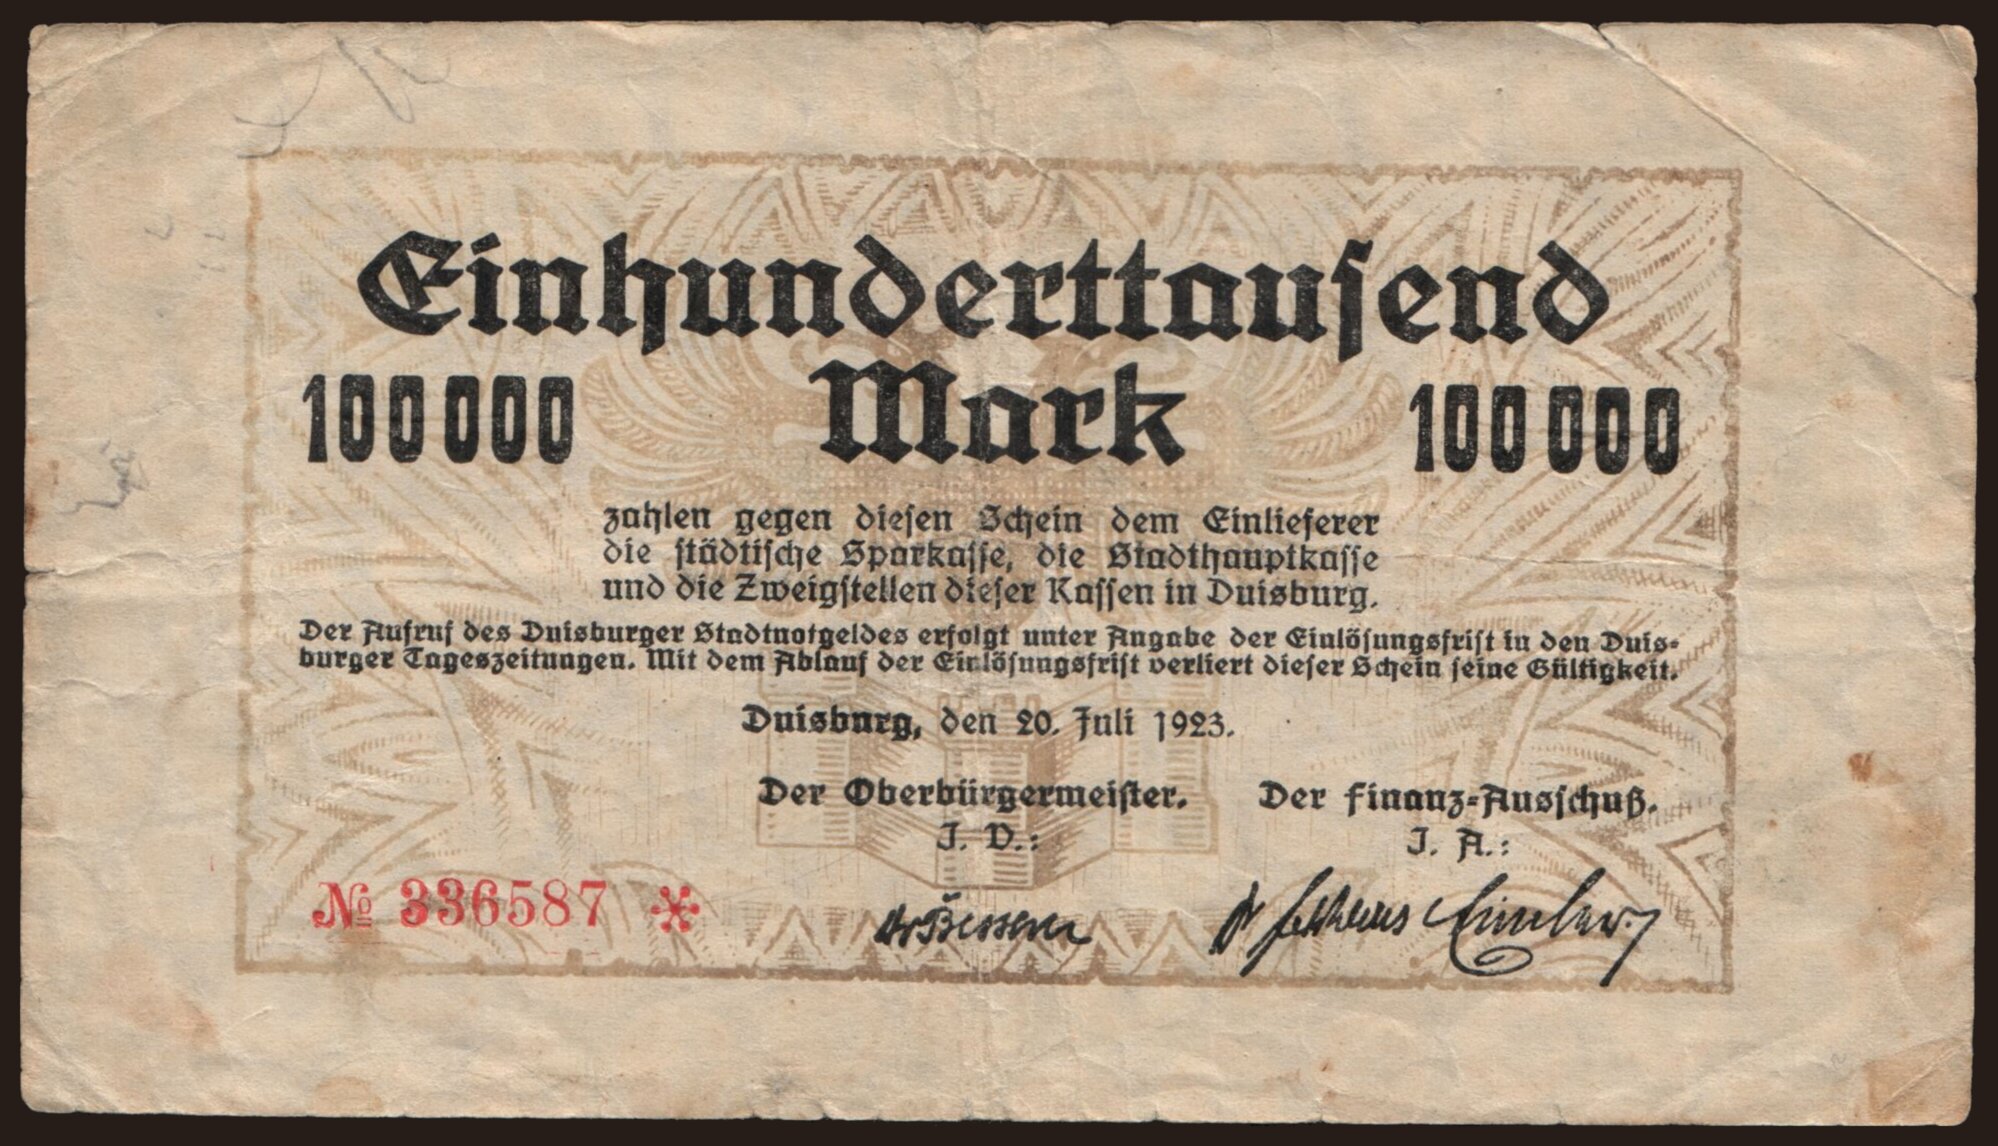 Einhunderttausend
100 000 Mark 100 000
zahlen gegen diesen Schein dem Einlieferer
die städtische Sparkasse, die Stadthauptkasse
und die Zweigstellen dieser Kassen in Duisburg.
Der Aufruf des Duisburger Stadtnotgeldes erfolgt unter Angabe der Einlösungsfrist in den Duis-
burger Tageszeitungen. Mit dem Ablauf der Einlösungsfrist verliert dieser Schein seine Gültigkeit.
Duisburg, den 20. Juli 1923.
Der Oberbürgermeister. Der Finanz-Ausschuß.
J. V.: J. A.:
№ 336587 *